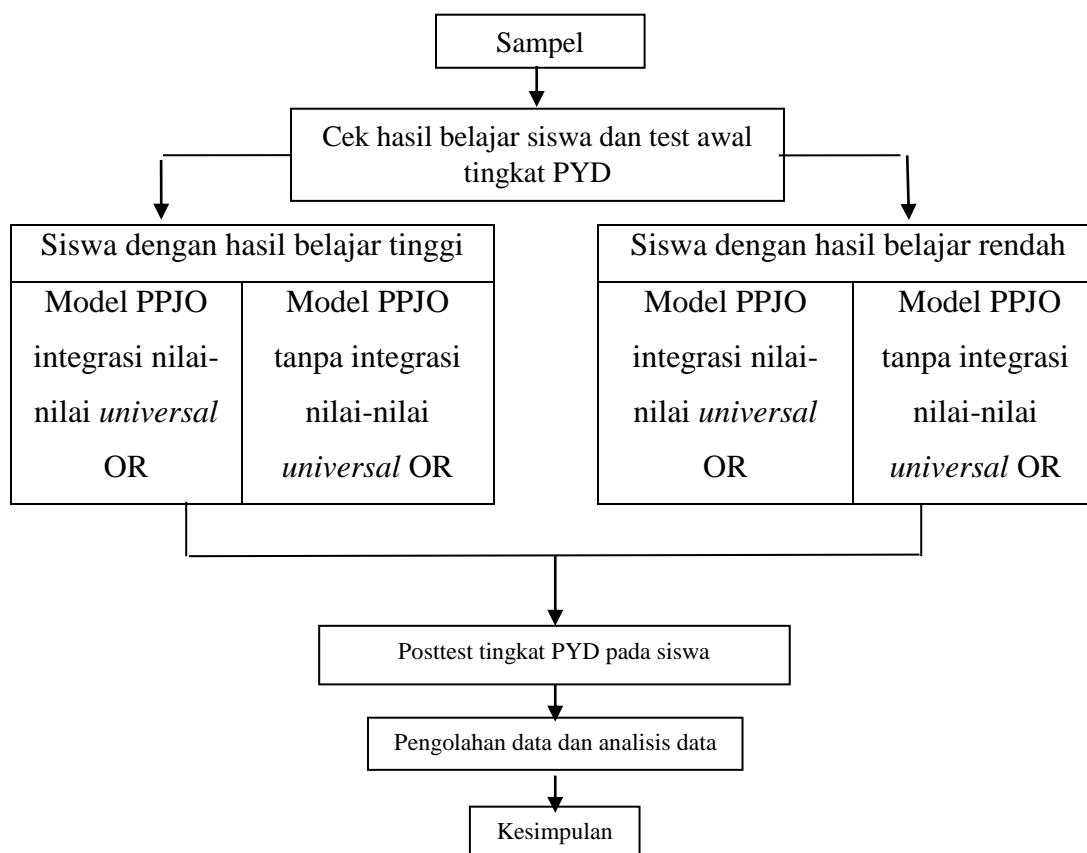 Sampel
Cek hasil belajar siswa dan test awal
tingkat PYD
Siswa dengan hasil belajar tinggi
Model PPJO
integrasi nilai-
nilai universal
OR
Model PPJO
tanpa integrasi
nilai-nilai
universal OR
Siswa dengan hasil belajar rendah
Model PPJO
integrasi nilai-
nilai universal
OR
Model PPJO
tanpa integrasi
nilai-nilai
universal OR
Posttest tingkat PYD pada siswa
Pengolahan data dan analisis data
Kesimpulan